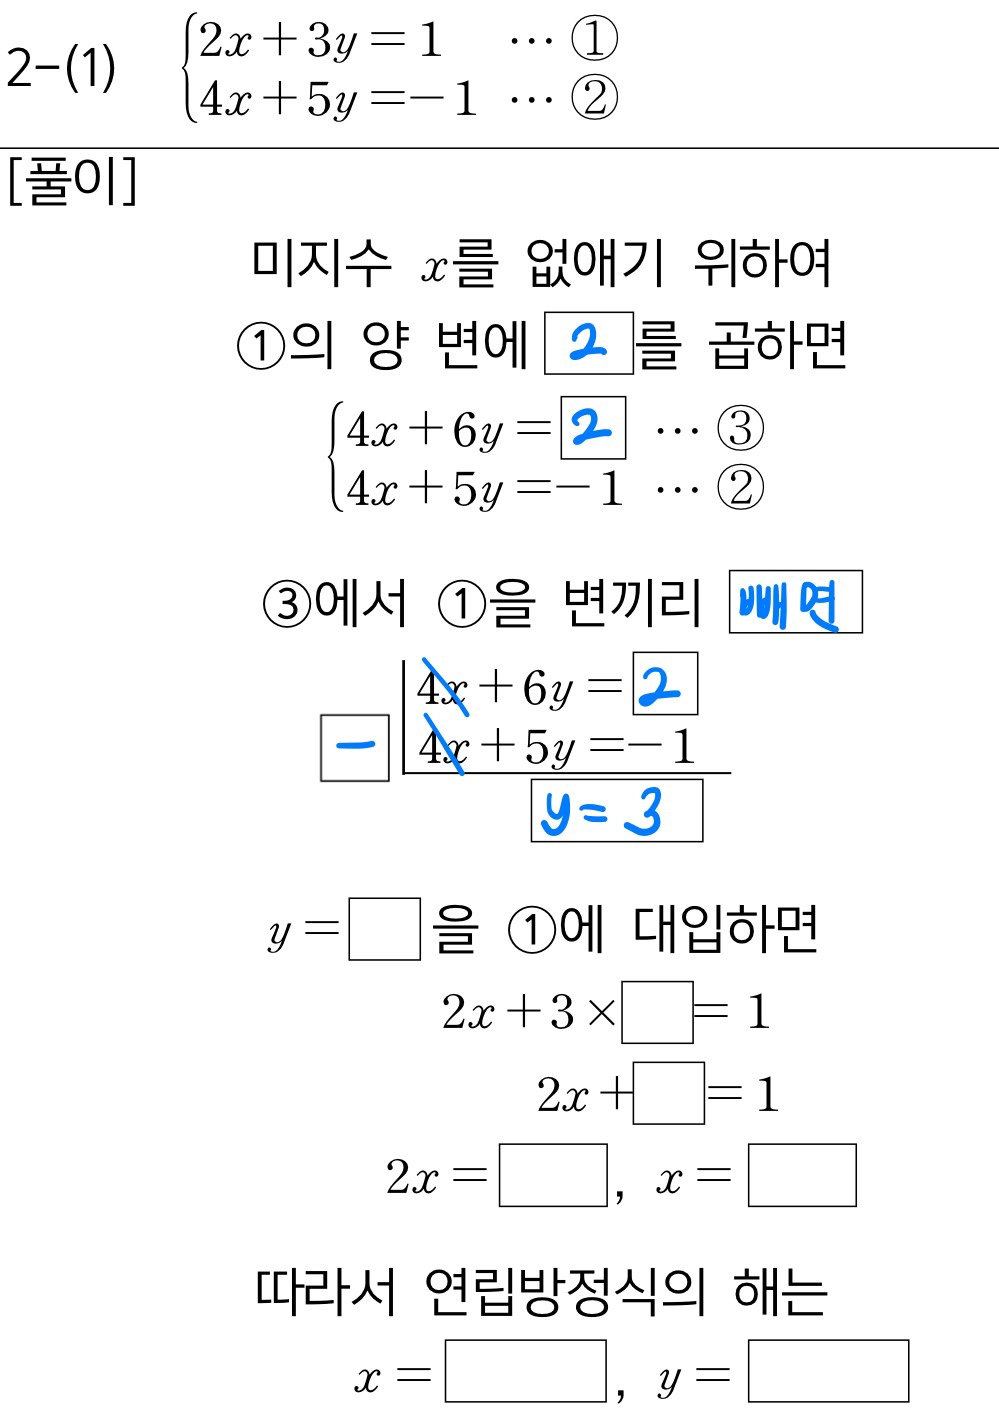 2-(1) 2x+3y=1 … ①
4x+5y=-1 … ②
[풀이]
미지수 x를 없애기 위하여
①의 양 변에 2를 곱하면
4x+6y=2 … ③
4x+5y=-1 … ②
③에서 ①을 변끼리 빼면
4x+6y=2
- 4x+5y=-1
y=3
y= 을 ①에 대입하면
2x+3× =1
2x+ =1
2x= , x=
따라서 연립방정식의 해는
x= , y=